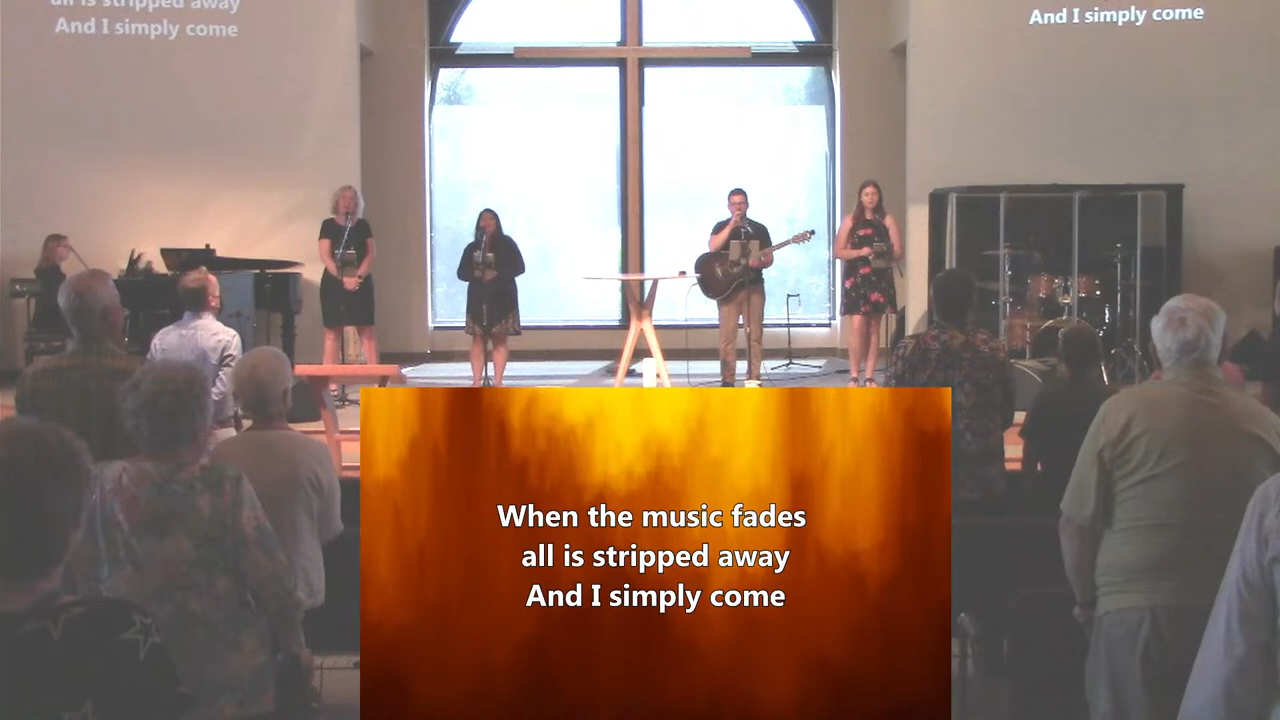 all is stripped away
And I simply come
And I simply come
When the music fades
all is stripped away
And I simply come